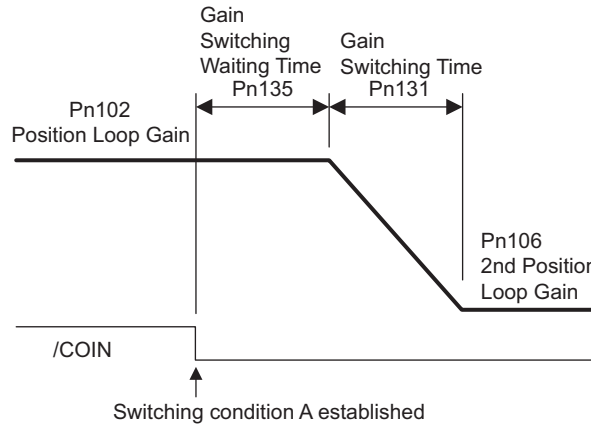 Gain
Switching
Waiting Time
Pn135
Gain
Switching Time
Pn131
Pn102
Position Loop Gain
Pn106
2nd Position
Loop Gain
/COIN
Switching condition A established